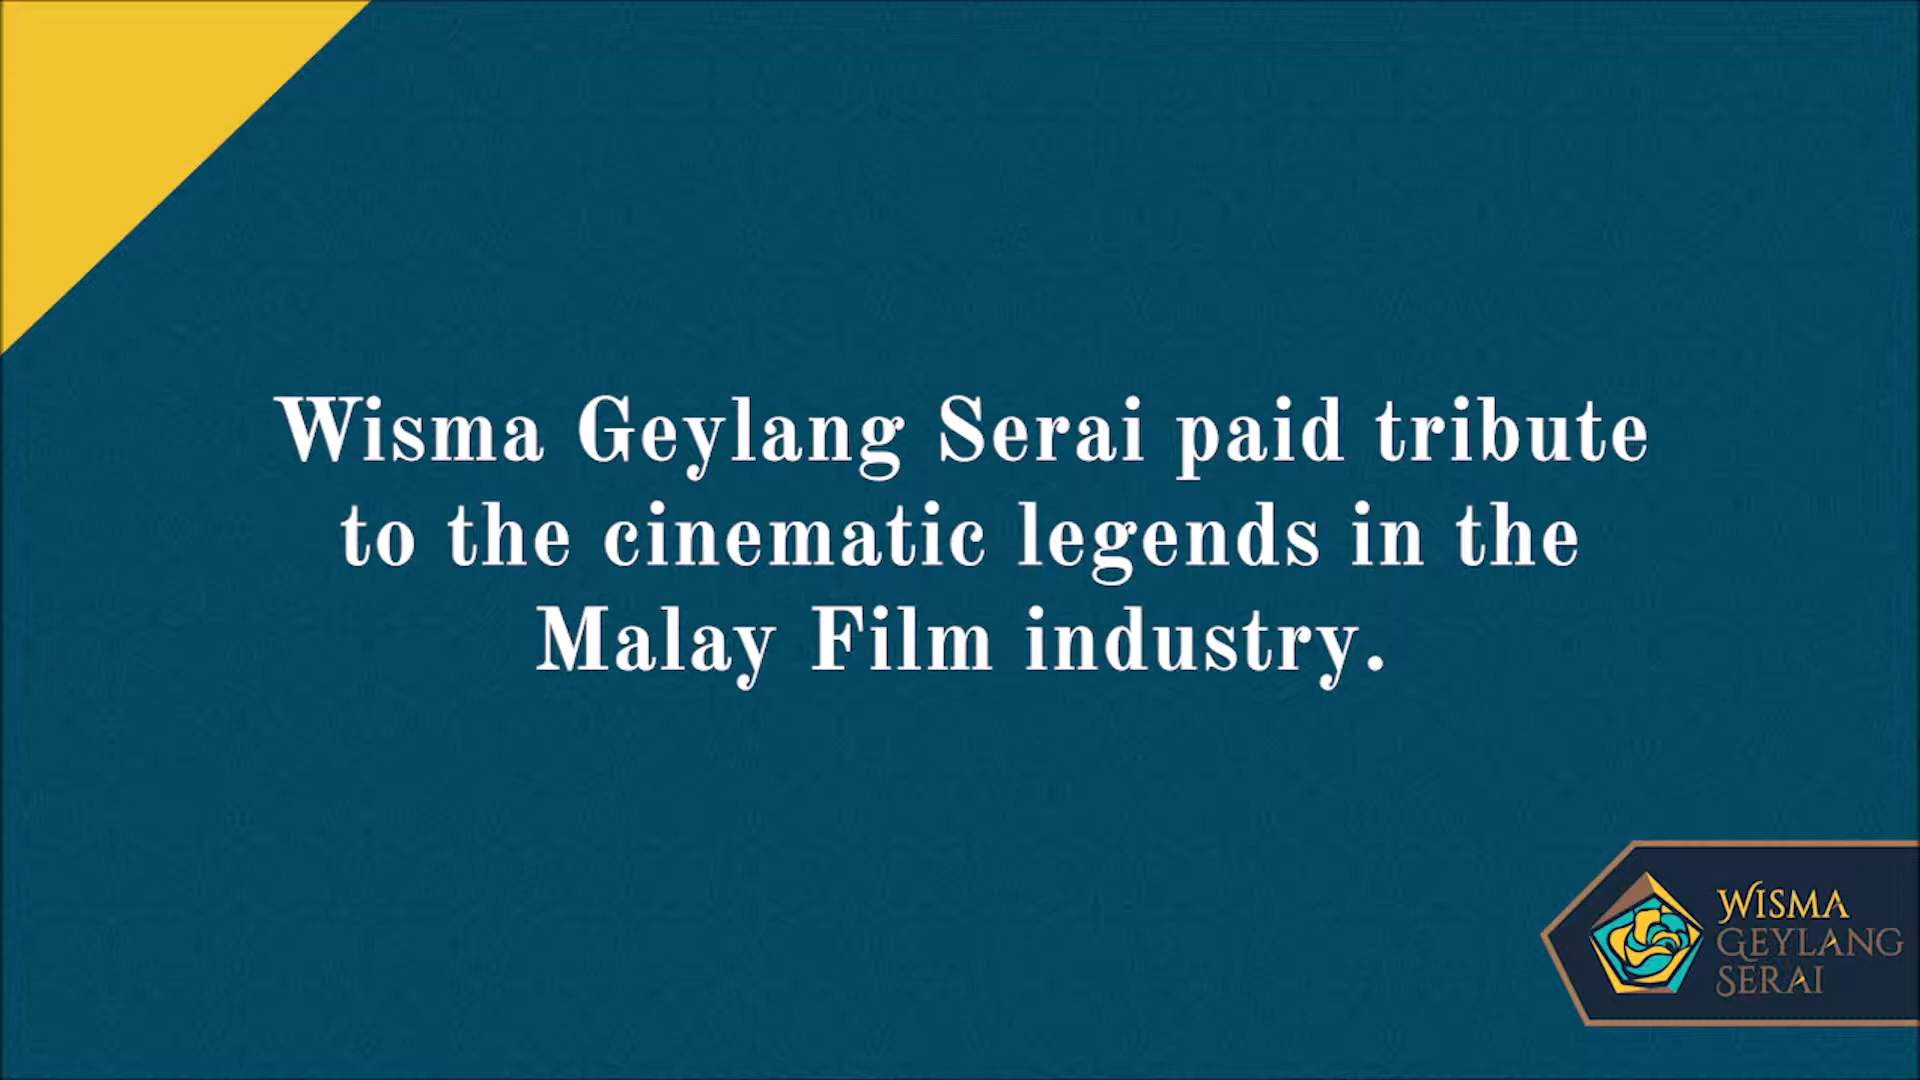 Wisma Geylang Serai paid tribute
to the cinematic legends in the
Malay Film industry.
WISMA
GEYLANG
SERAI